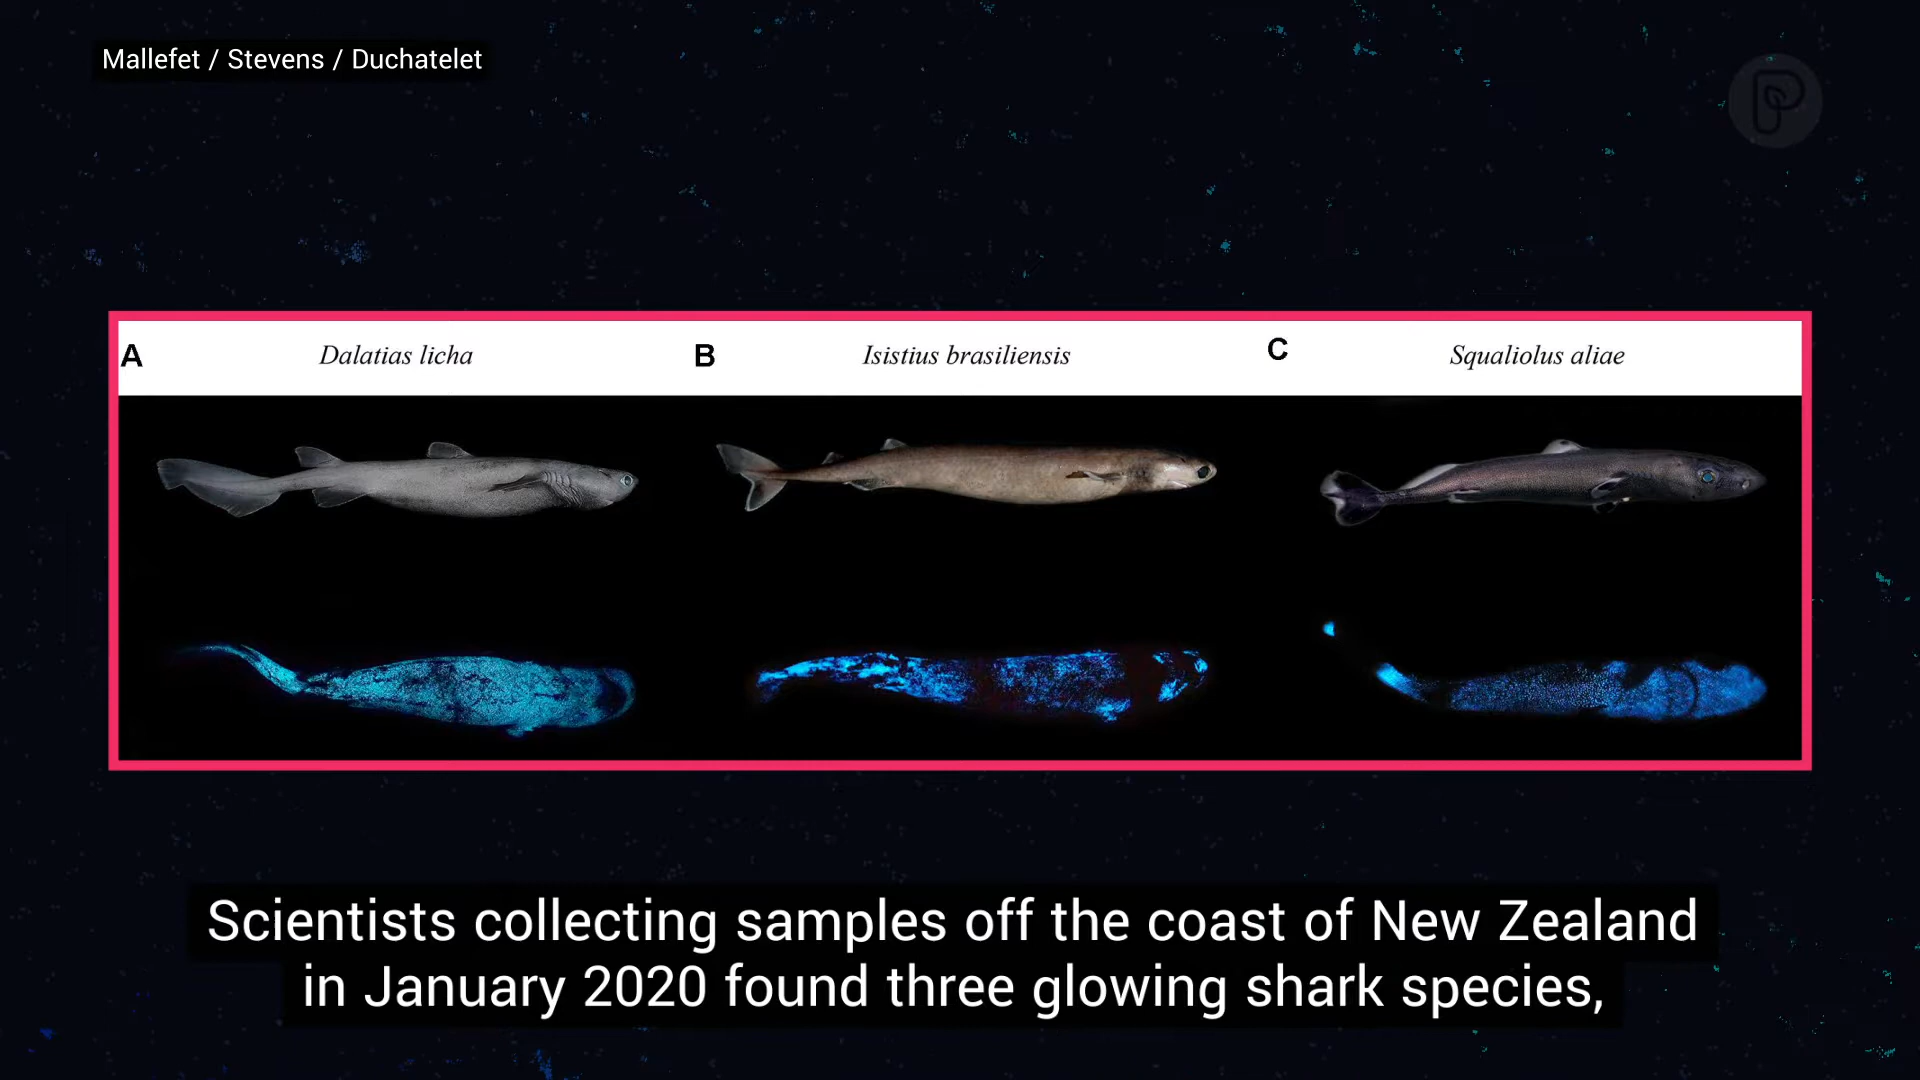 Mallefet / Stevens / Duchatelet
A
Dalatias licha
B
Isistius brasiliensis
C
Squaliolus aliae
Scientists collecting samples off the coast of New Zealand
in January 2020 found three glowing shark species,